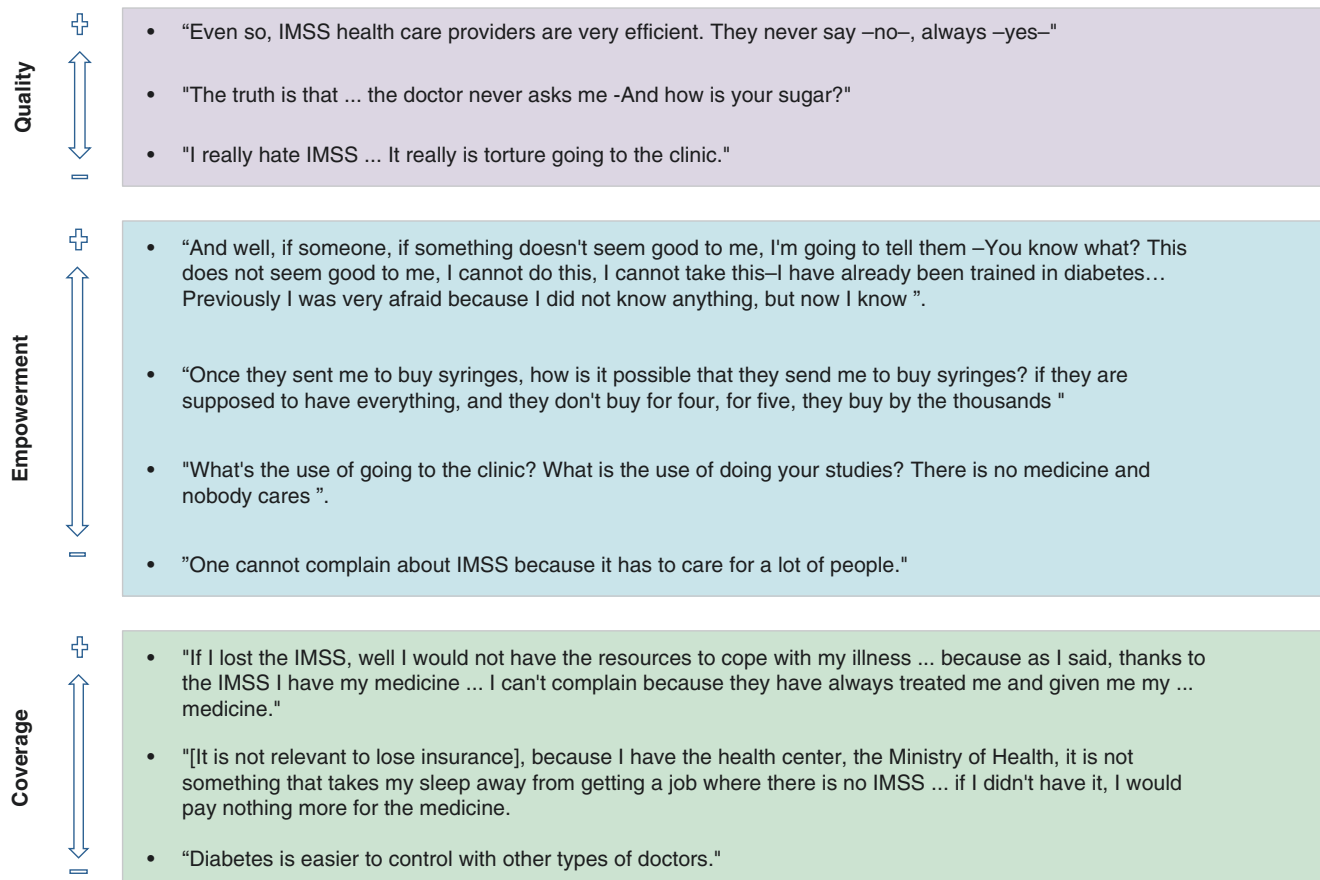 Quality
• “Even so, IMSS health care providers are very efficient. They never say –no–, always –yes–"
• "The truth is that ... the doctor never asks me -And how is your sugar?"
• "I really hate IMSS ... It really is torture going to the clinic."
Empowerment
• “And well, if someone, if something doesn't seem good to me, I'm going to tell them –You know what? This
does not seem good to me, I cannot do this, I cannot take this–I have already been trained in diabetes…
Previously I was very afraid because I did not know anything, but now I know ”.
• “Once they sent me to buy syringes, how is it possible that they send me to buy syringes? if they are
supposed to have everything, and they don't buy for four, for five, they buy by the thousands "
• "What's the use of going to the clinic? What is the use of doing your studies? There is no medicine and
nobody cares ”.
• ”One cannot complain about IMSS because it has to care for a lot of people."
Coverage
• "If I lost the IMSS, well I would not have the resources to cope with my illness ... because as I said, thanks to
the IMSS I have my medicine ... I can't complain because they have always treated me and given me my ...
medicine."
• "[It is not relevant to lose insurance], because I have the health center, the Ministry of Health, it is not
something that takes my sleep away from getting a job where there is no IMSS ... if I didn't have it, I would
pay nothing more for the medicine.
• “Diabetes is easier to control with other types of doctors."